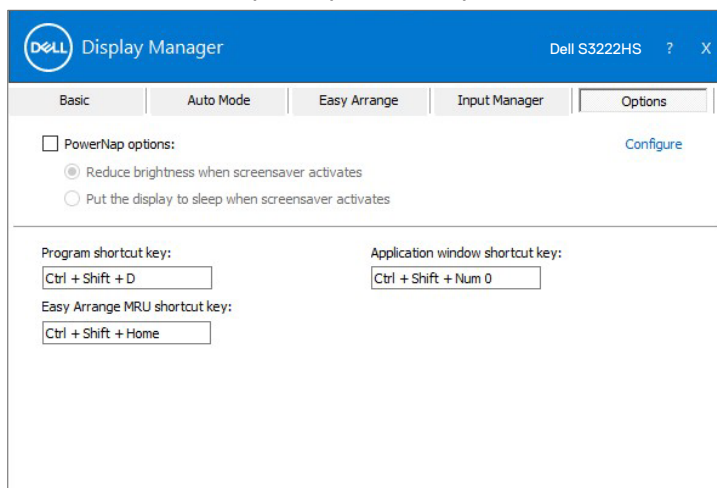 DELL Display Manager Dell S3222HS ? X
Basic Auto Mode Easy Arrange Input Manager Options
PowerNap options: Configure
Reduce brightness when screensaver activates
Put the display to sleep when screensaver activates
Program shortcut key: Application window shortcut key:
Ctrl + Shift + D Ctrl + Shift + Num 0
Easy Arrange MRU shortcut key:
Ctrl + Shift + Home